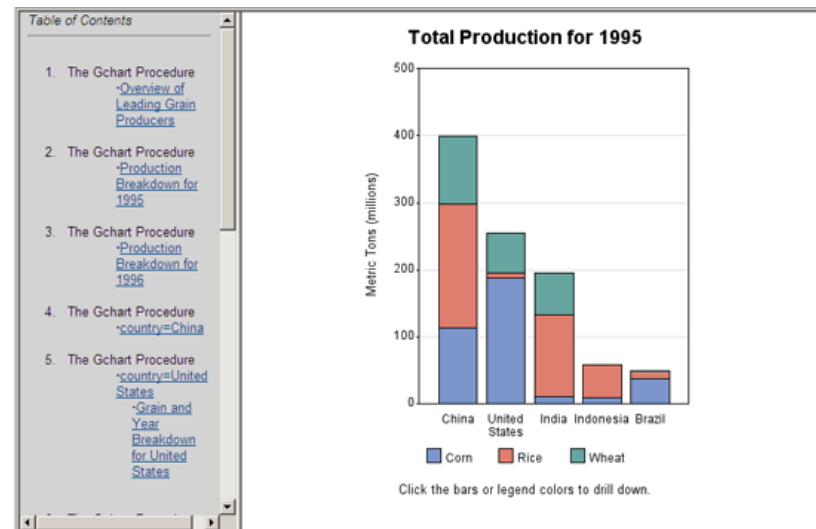 Table of Contents
1. The Gchart Procedure
·Overview of
Leading Grain
Producers
2. The Gchart Procedure
·Production
Breakdown for
1995
3. The Gchart Procedure
·Production
Breakdown for
1996
4. The Gchart Procedure
·country=China
5. The Gchart Procedure
·country=United
States
·Grain and
Year
Breakdown
for United
States
Total Production for 1995
Metric Tons (millions)
500
400
300
200
100
0
China United States India Indonesia Brazil
Corn Rice Wheat
Click the bars or legend colors to drill down.